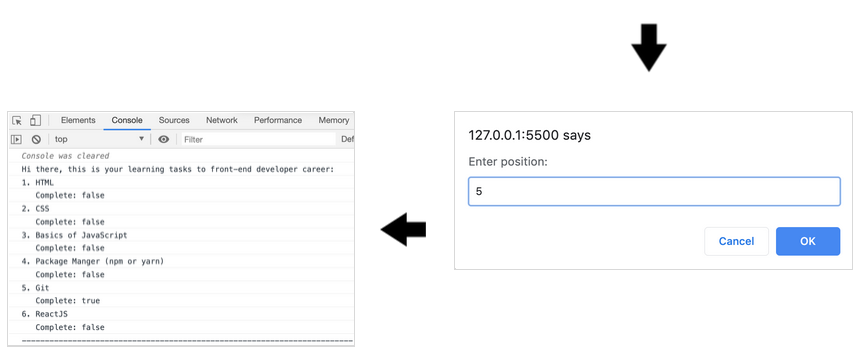 Elements Console Sources Network Performance Memory
top Filter Def
Console was cleared
Hi there, this is your learning tasks to front-end developer career:
1. HTML
Complete: false
2. CSS
Complete: false
3. Basics of JavaScript
Complete: false
4. Package Manger (npm or yarn)
Complete: false
5. Git
Complete: true
6. ReactJS
Complete: false
127.0.0.1:5500 says
Enter position:
5
Cancel OK